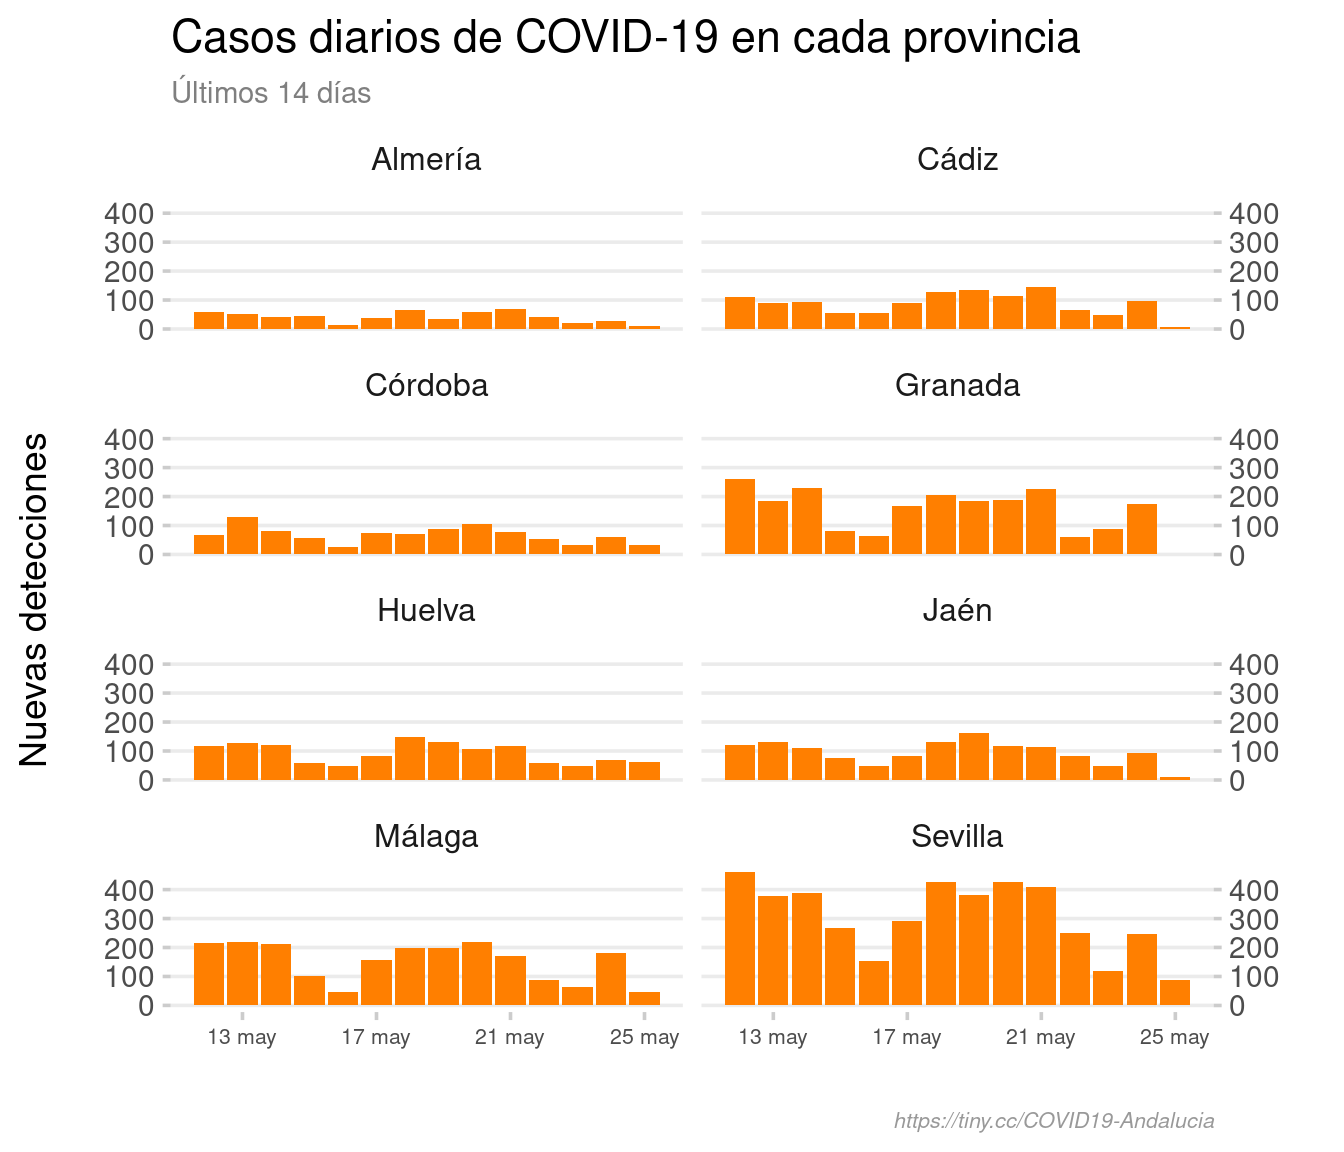 Casos diarios de COVID-19 en cada provincia
Últimos 14 días
Nuevas detecciones
Almería
Cádiz
400
300
200
100
0
400
300
200
100
0
Córdoba
Granada
400
300
200
100
0
400
300
200
100
0
Huelva
Jaén
400
300
200
100
0
400
300
200
100
0
Málaga
Sevilla
400
300
200
100
0
400
300
200
100
0
13 may 17 may 21 may 25 may
13 may 17 may 21 may 25 may
https://tiny.cc/COVID19-Andalucia